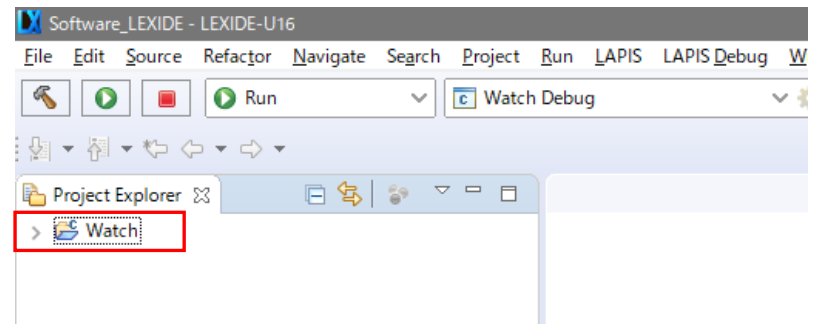 Software_LEXIDE - LEXIDE-U16
File Edit Source Refactor Navigate Search Project Run LAPIS LAPIS Debug W
Run Watch Debug
Project Explorer
Watch